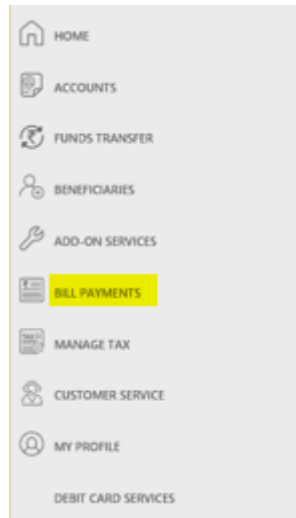 HOME
ACCOUNTS
FUNDS TRANSFER
BENEFICIARIES
ADD-ON SERVICES
BILL PAYMENTS
MANAGE TAX
CUSTOMER SERVICE
MY PROFILE
DEBIT CARD SERVICES